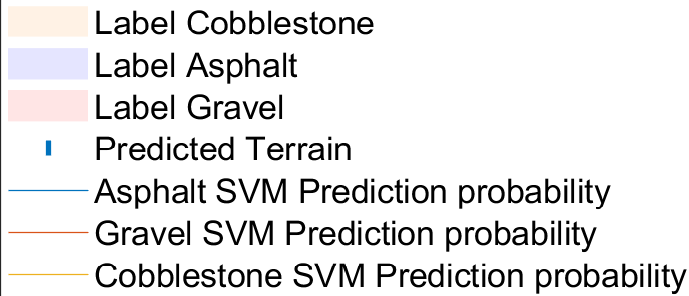 Label Cobblestone
Label Asphalt
Label Gravel
Predicted Terrain
Asphalt SVM Prediction probability
Gravel SVM Prediction probability
Cobblestone SVM Prediction probability